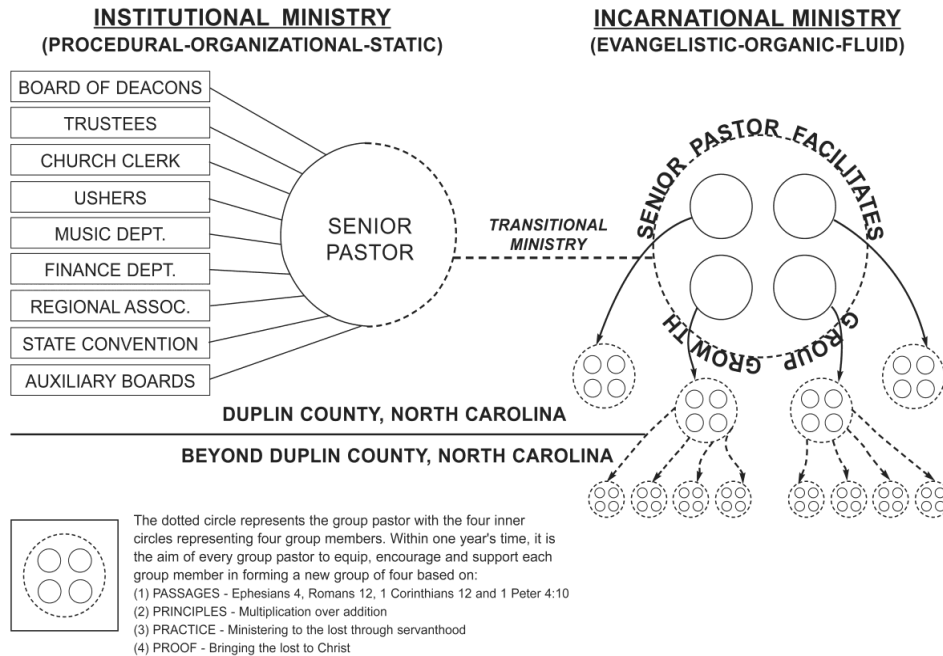 INSTITUTIONAL MINISTRY
(PROCEDURAL-ORGANIZATIONAL-STATIC)
BOARD OF DEACONS
TRUSTEES
CHURCH CLERK
USHERS
MUSIC DEPT.
FINANCE DEPT.
REGIONAL ASSOC.
STATE CONVENTION
AUXILIARY BOARDS
SENIOR
PASTOR
TRANSITIONAL
MINISTRY
INCARNATIONAL MINISTRY
(EVANGELISTIC-ORGANIC-FLUID)
SENIOR PASTOR FACILITATES
GROUP GROWTH
DUPLIN COUNTY, NORTH CAROLINA
BEYOND DUPLIN COUNTY, NORTH CAROLINA
The dotted circle represents the group pastor with the four inner
circles representing four group members. Within one year's time, it is
the aim of every group pastor to equip, encourage and support each
group member in forming a new group of four based on:
(1) PASSAGES - Ephesians 4, Romans 12, 1 Corinthians 12 and 1 Peter 4:10
(2) PRINCIPLES - Multiplication over addition
(3) PRACTICE - Ministering to the lost through servanthood
(4) PROOF - Bringing the lost to Christ